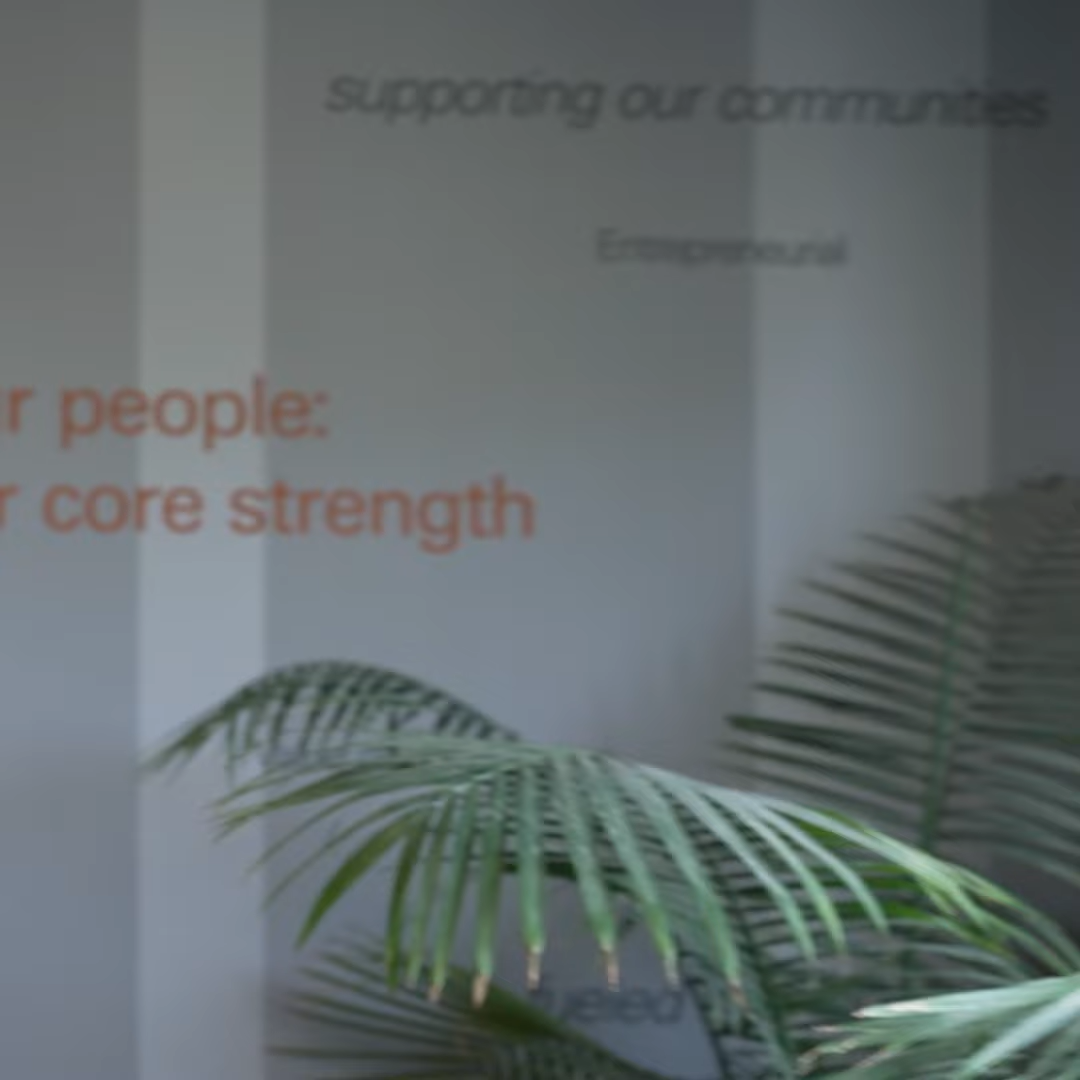 supporting our communities
Entrepreneurial
r people:
r core strength